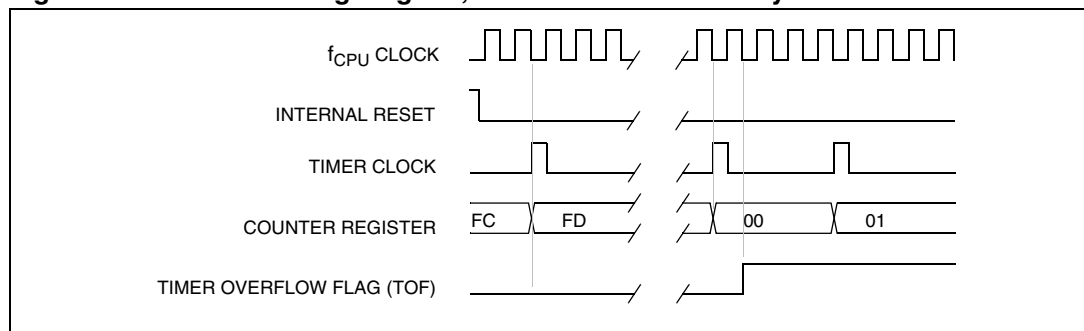 f_CPU CLOCK
INTERNAL RESET
TIMER CLOCK
COUNTER REGISTER FC FD 00 01
TIMER OVERFLOW FLAG (TOF)